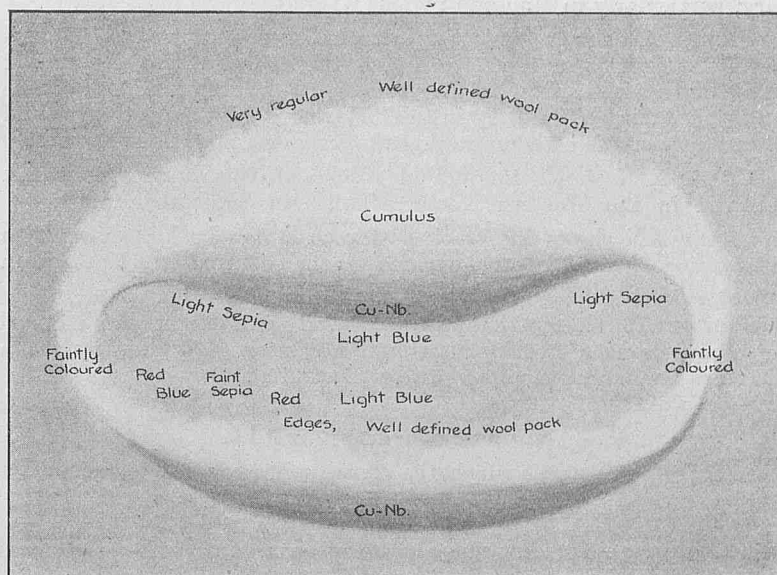 Very regular Well defined wool pack
Cumulus
Light Sepia Cu-Nb. Light Sepia
Light Blue
Faintly
Coloured
Faintly
Coloured
Red
Blue
Faint
Sepia
Red Light Blue
Edges, Well defined wool pack
Cu-Nb.